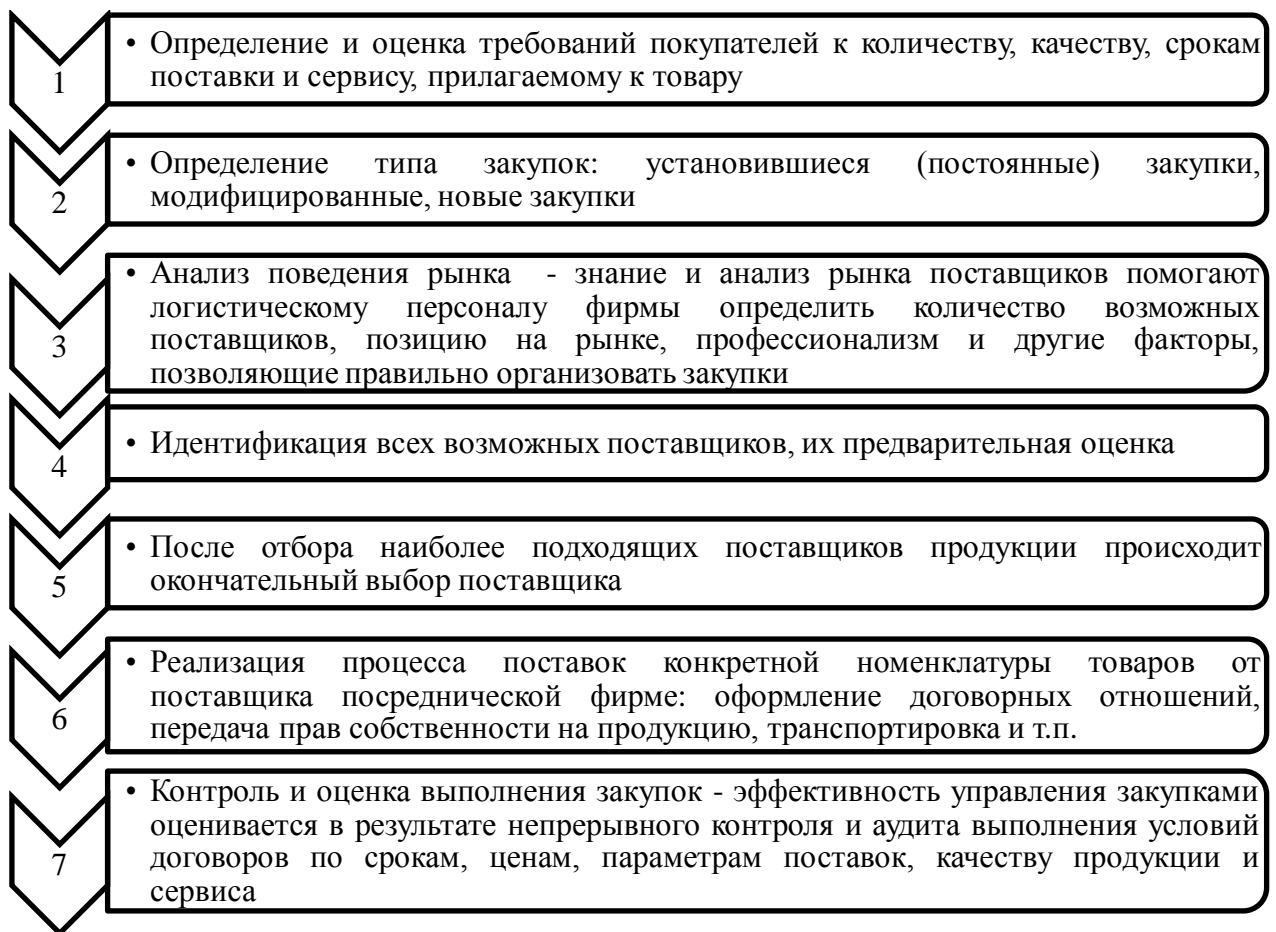 1
• Определение и оценка требований покупателей к количеству, качеству, срокам
поставки и сервису, прилагаемому к товару
2
• Определение типа закупок: установившиеся (постоянные) закупки,
модифицированные, новые закупки
3
• Анализ поведения рынка - знание и анализ рынка поставщиков помогают
логистическому персоналу фирмы определить количество возможных
поставщиков, позицию на рынке, профессионализм и другие факторы,
позволяющие правильно организовать закупки
4
• Идентификация всех возможных поставщиков, их предварительная оценка
5
• После отбора наиболее подходящих поставщиков продукции происходит
окончательный выбор поставщика
6
• Реализация процесса поставок конкретной номенклатуры товаров от
поставщика посреднической фирме: оформление договорных отношений,
передача прав собственности на продукцию, транспортировка и т.п.
7
• Контроль и оценка выполнения закупок - эффективность управления закупками
оценивается в результате непрерывного контроля и аудита выполнения условий
договоров по срокам, ценам, параметрам поставок, качеству продукции и
сервиса